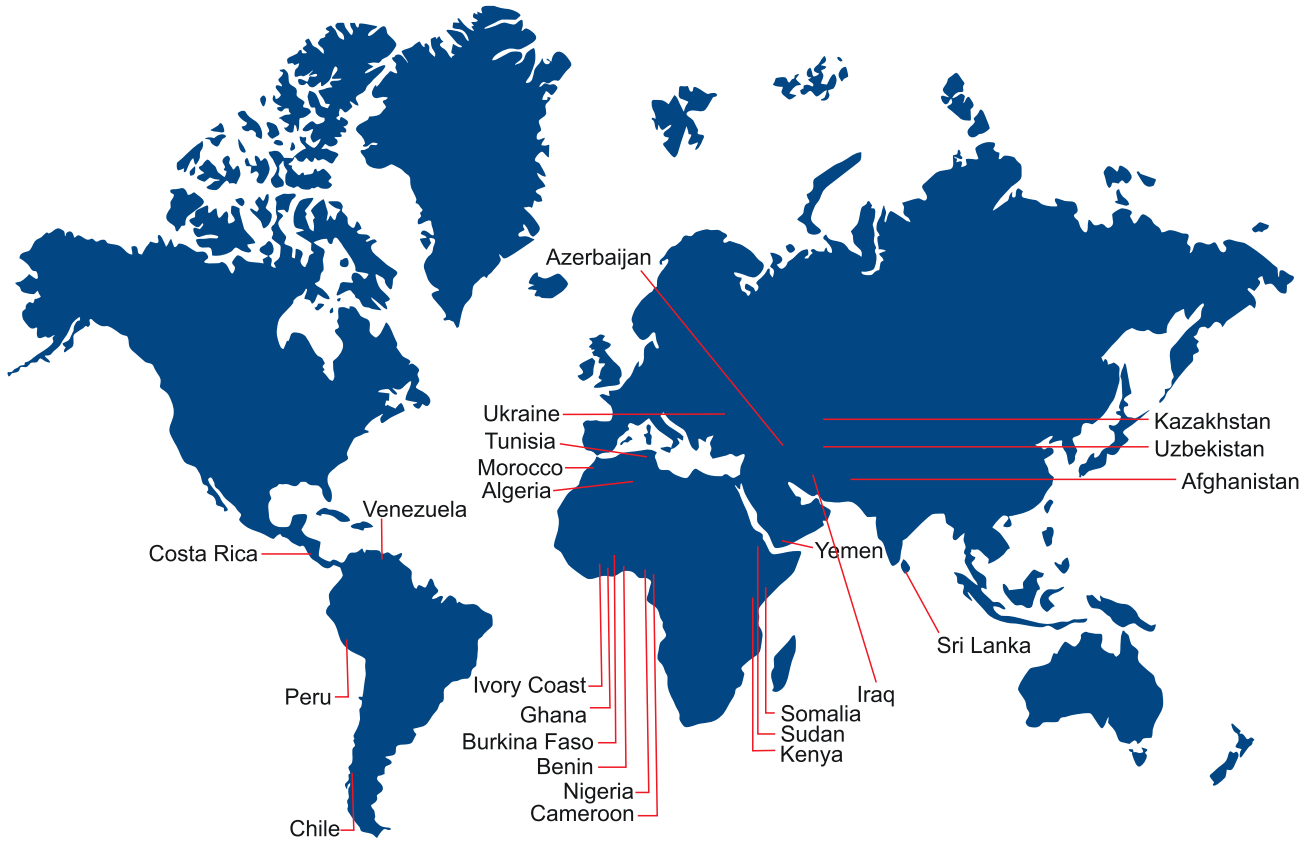 Azerbaijan
Ukraine
Kazakhstan
Tunisia
Uzbekistan
Morocco
Algeria
Afghanistan
Venezuela
Costa Rica
Yemen
Sri Lanka
Ivory Coast
Peru
Iraq
Ghana
Somalia
Sudan
Burkina Faso
Kenya
Benin
Nigeria
Cameroon
Chile